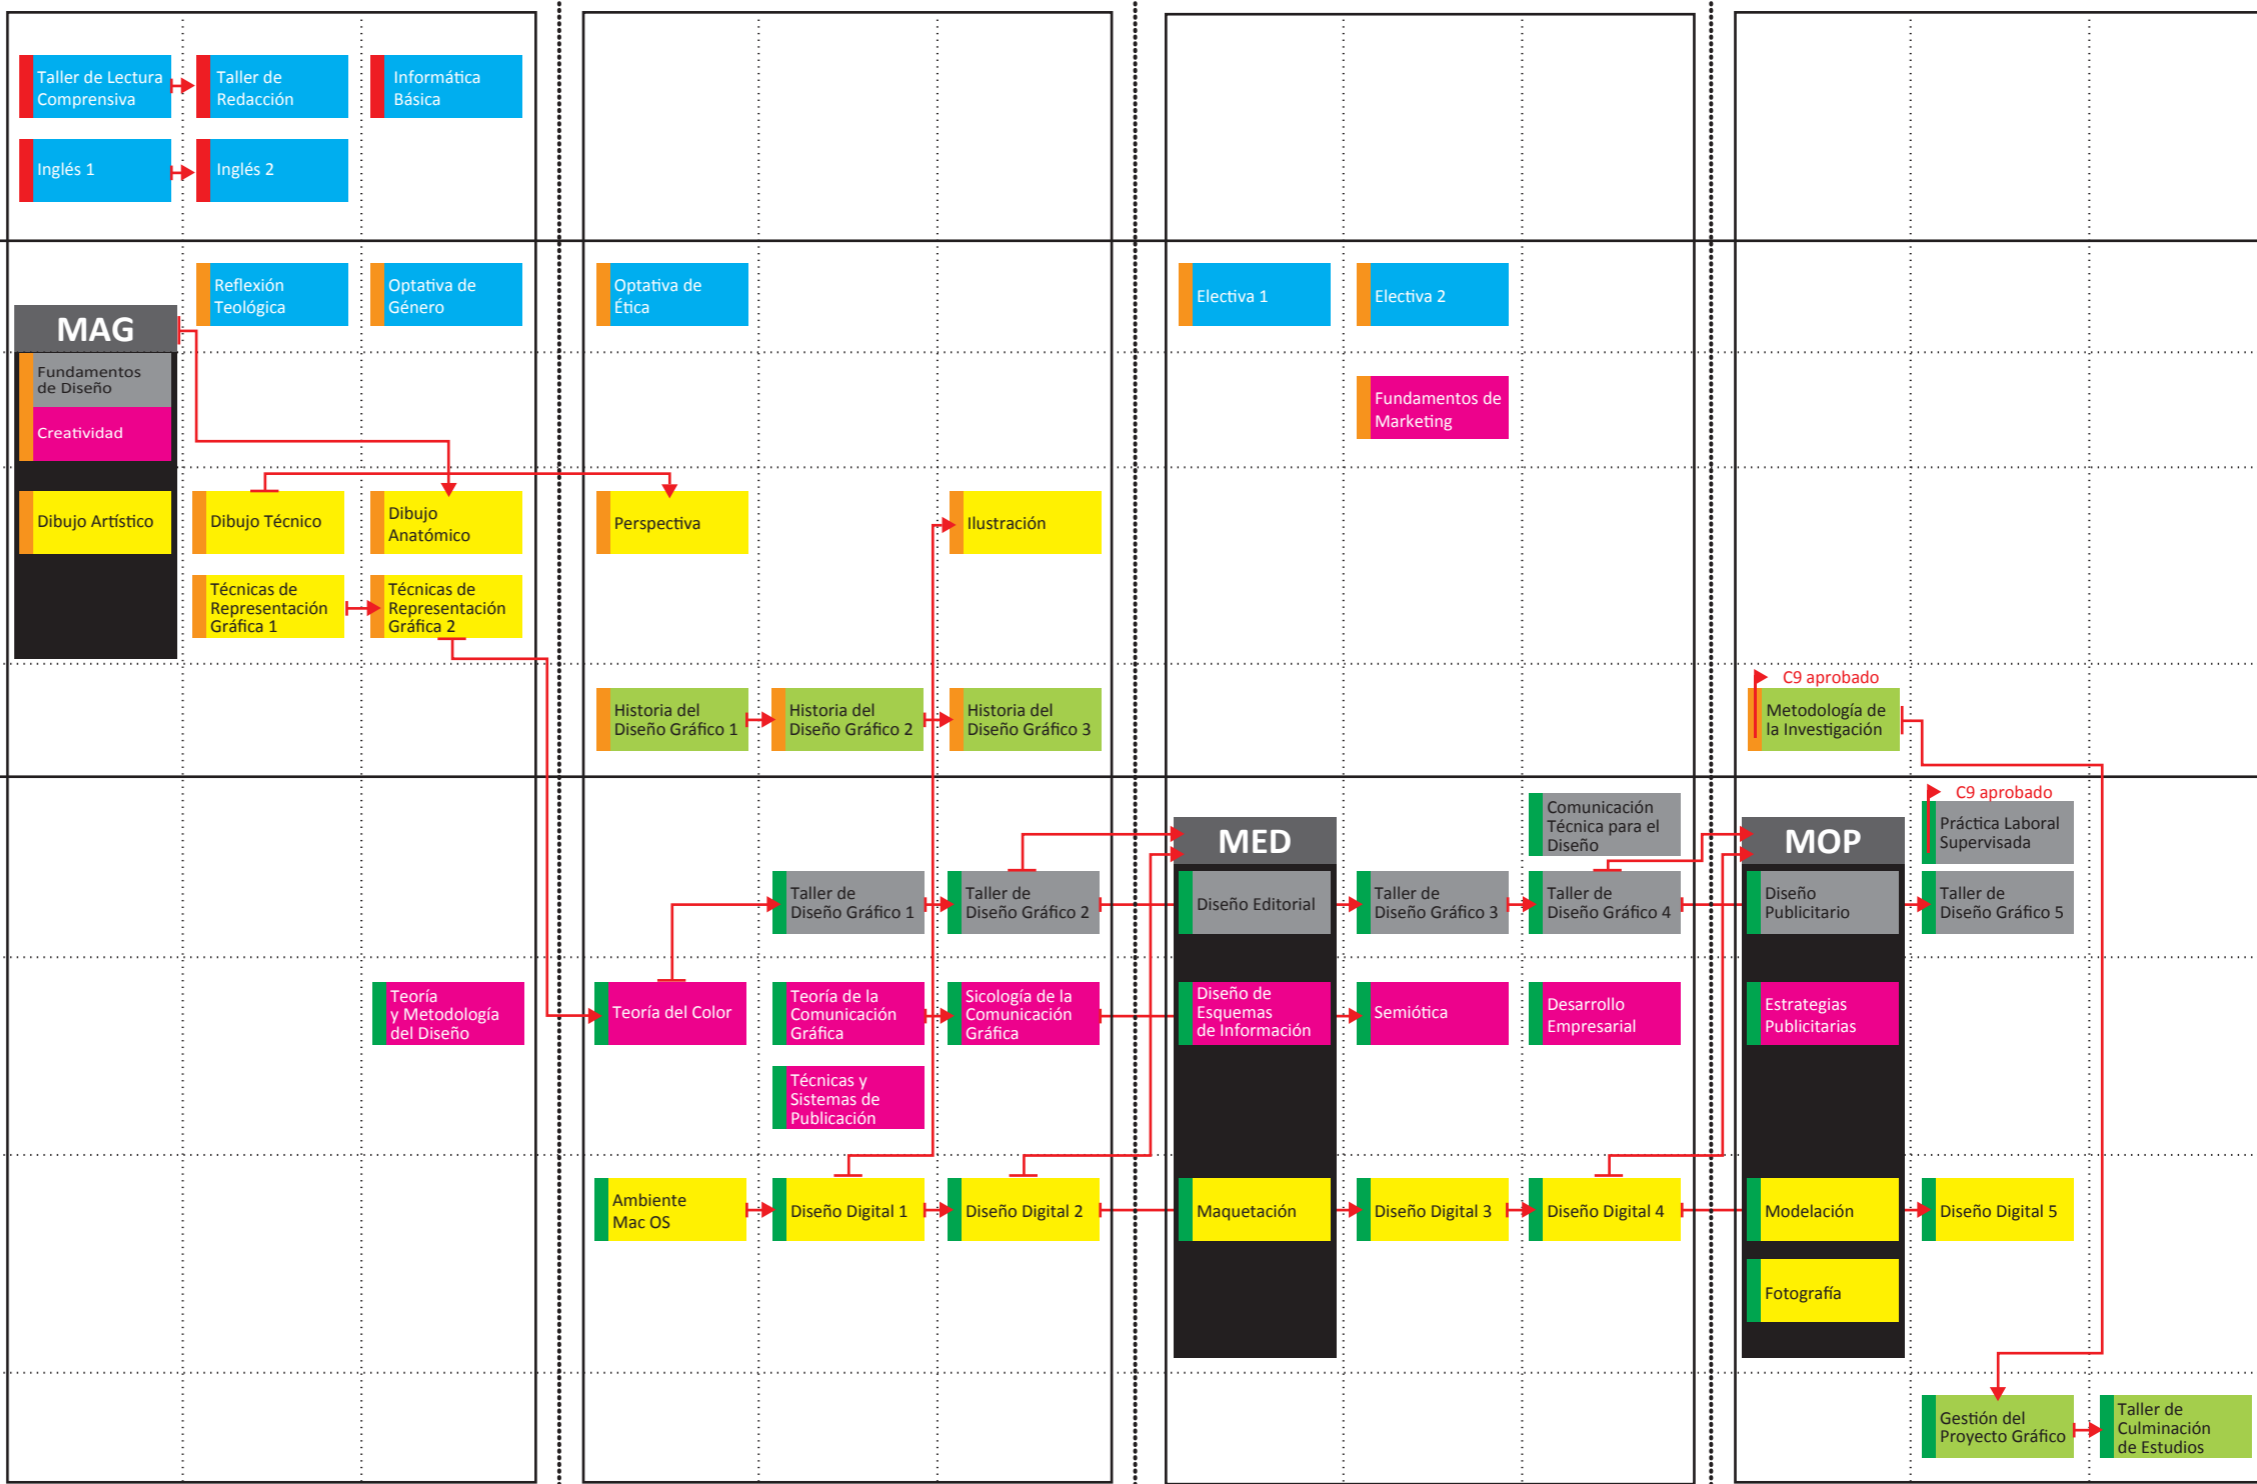 Taller de Lectura
Comprensiva
Taller de
Redacción
Informática
Básica
Inglés 1
Inglés 2
Reflexión
Teológica
Optativa de
Género
Optativa de
Ética
Electiva 1
Electiva 2
MAG
Fundamentos
de Diseño
Creatividad
Fundamentos de
Marketing
Dibujo Artístico
Dibujo Técnico
Dibujo
Anatómico
Perspectiva
Ilustración
Técnicas de
Representación
Gráfica 1
Técnicas de
Representación
Gráfica 2
Historia del
Diseño Gráfico 1
Historia del
Diseño Gráfico 2
Historia del
Diseño Gráfico 3
C9 aprobado
Metodología de
la Investigación
C9 aprobado
Práctica Laboral
Supervisada
Comunicación
Técnica para el
Diseño
MED
MOP
Taller de
Diseño Gráfico 1
Taller de
Diseño Gráfico 2
Diseño Editorial
Taller de
Diseño Gráfico 3
Taller de
Diseño Gráfico 4
Diseño
Publicitario
Taller de
Diseño Gráfico 5
Teoría
y Metodología
del Diseño
Teoría del Color
Teoría de la
Comunicación
Gráfica
Sicología de la
Comunicación
Gráfica
Diseño de
Esquemas
de Información
Semiótica
Desarrollo
Empresarial
Estrategias
Publicitarias
Técnicas y
Sistemas de
Publicación
Ambiente
Mac OS
Diseño Digital 1
Diseño Digital 2
Maquetación
Diseño Digital 3
Diseño Digital 4
Modelación
Diseño Digital 5
Fotografía
Gestión del
Proyecto Gráfico
Taller de
Culminación
de Estudios